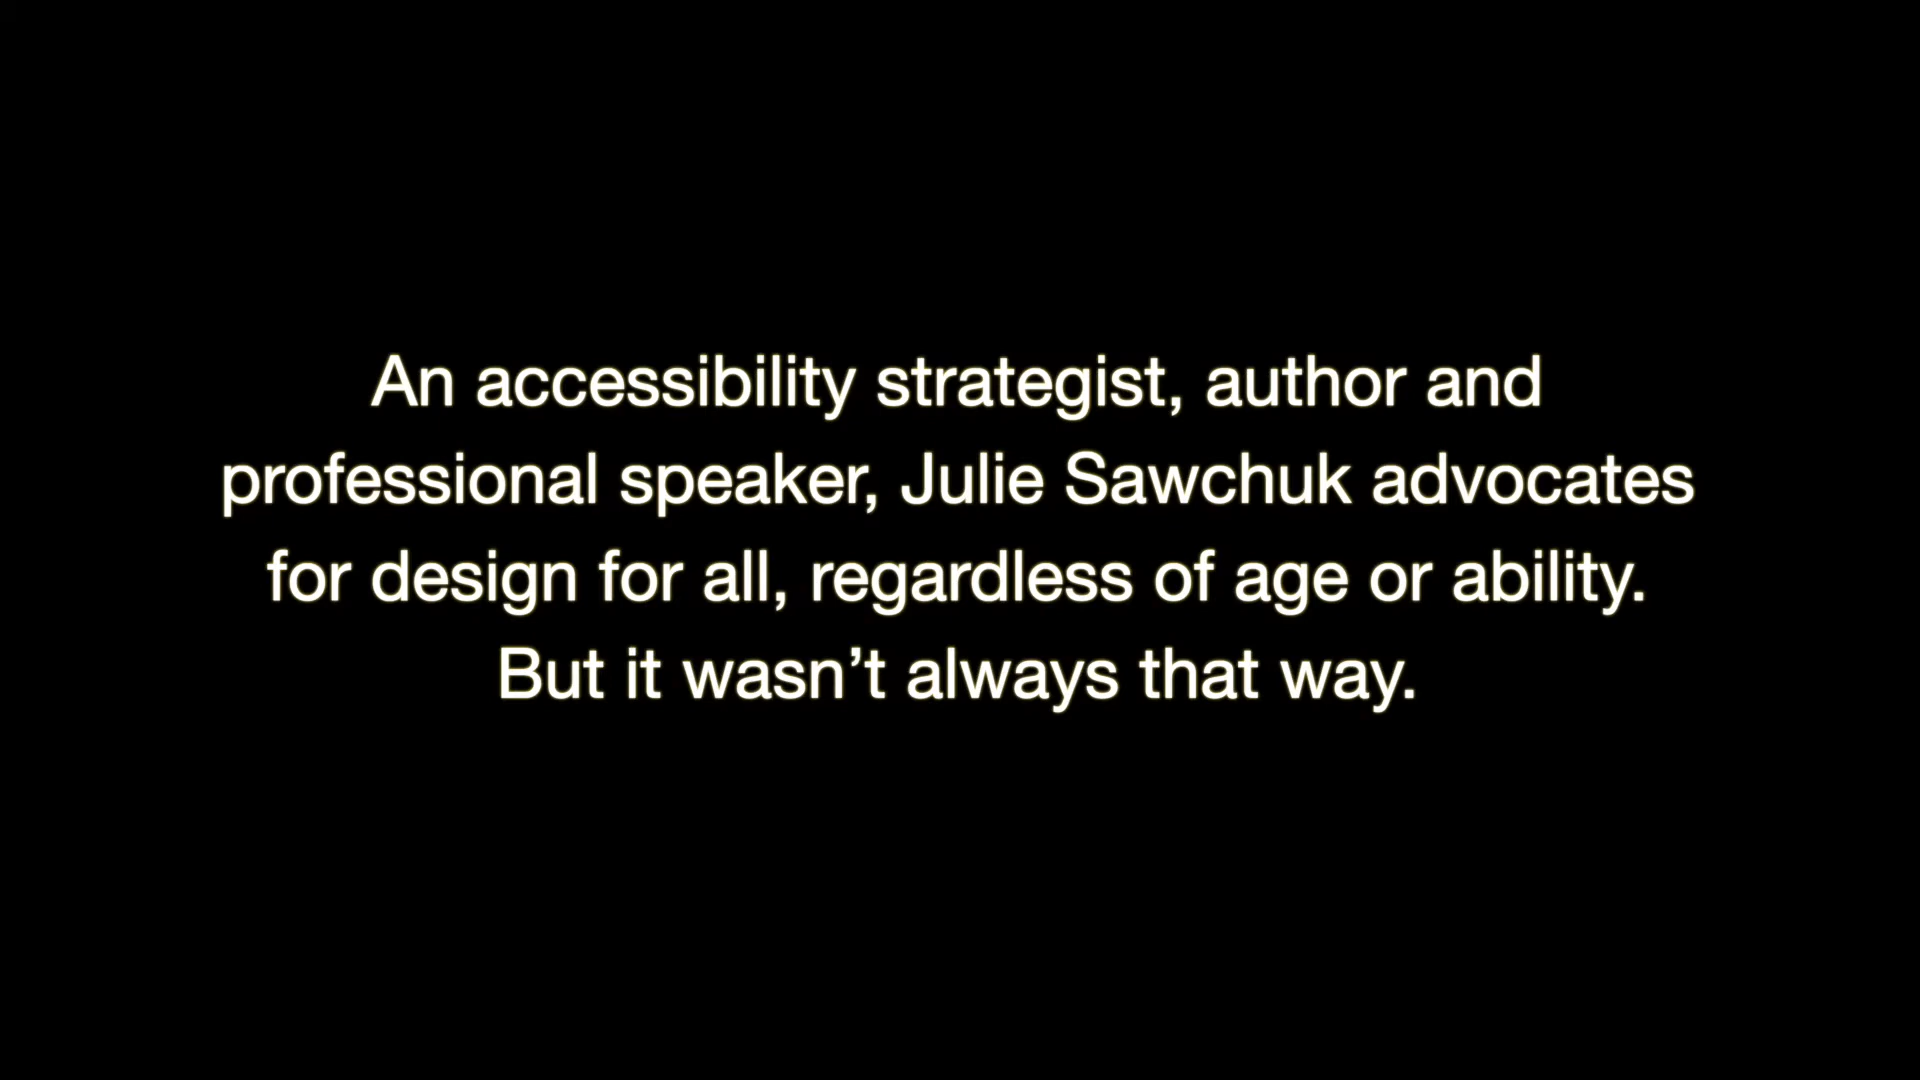 An accessibility strategist, author and
professional speaker, Julie Sawchuk advocates
for design for all, regardless of age or ability.
But it wasn’t always that way.